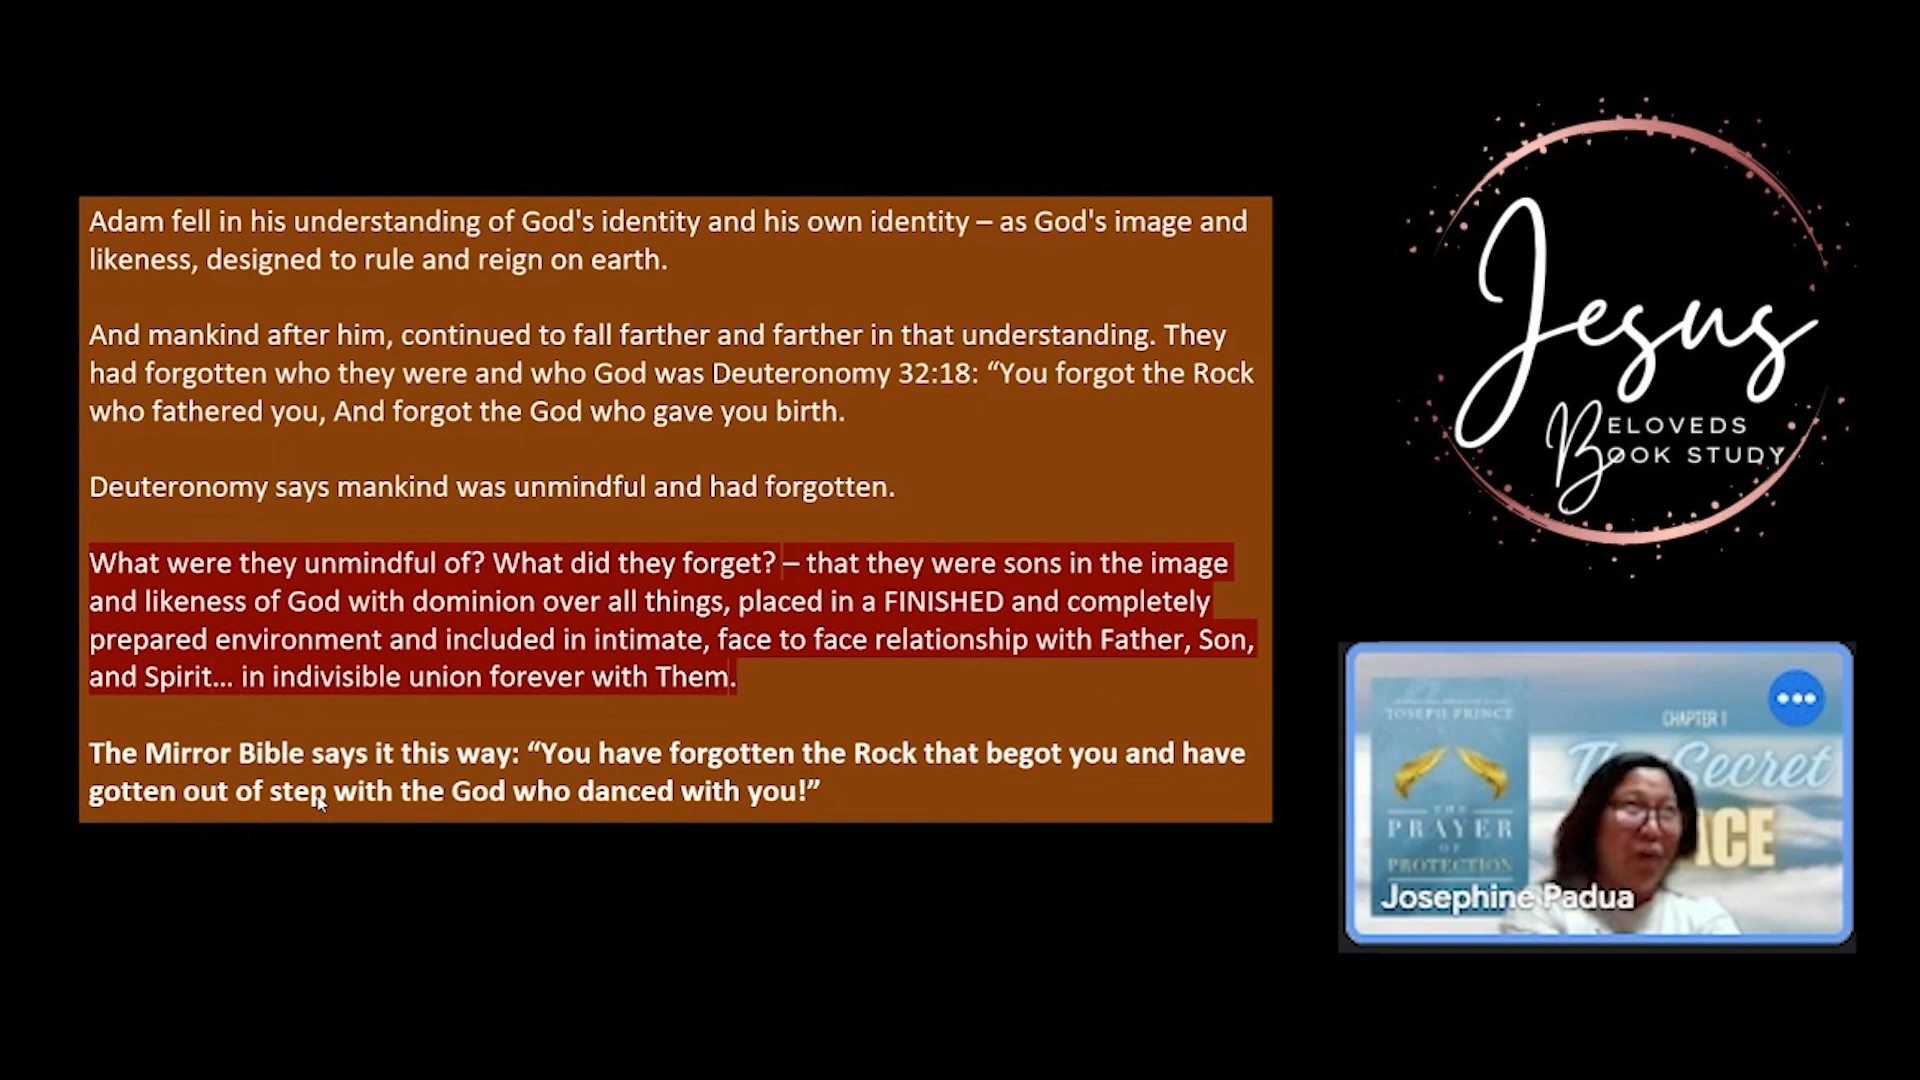 Adam fell in his understanding of God's identity and his own identity – as God's image and
likeness, designed to rule and reign on earth.
And mankind after him, continued to fall farther and farther in that understanding. They
had forgotten who they were and who God was Deuteronomy 32:18: “You forgot the Rock
who fathered you, And forgot the God who gave you birth.
Deuteronomy says mankind was unmindful and had forgotten.
What were they unmindful of? What did they forget? – that they were sons in the image
and likeness of God with dominion over all things, placed in a FINISHED and completely
prepared environment and included in intimate, face to face relationship with Father, Son,
and Spirit... in indivisible union forever with Them.
The Mirror Bible says it this way: “You have forgotten the Rock that begot you and have
gotten out of step with the God who danced with you!”
Jesus
BELOVEDS
BOOK STUDY
JOSEPH PRINCE
THE
PRAYER
OF
PROTECTION
CHAPTER 1
Secret
Josephine Padua